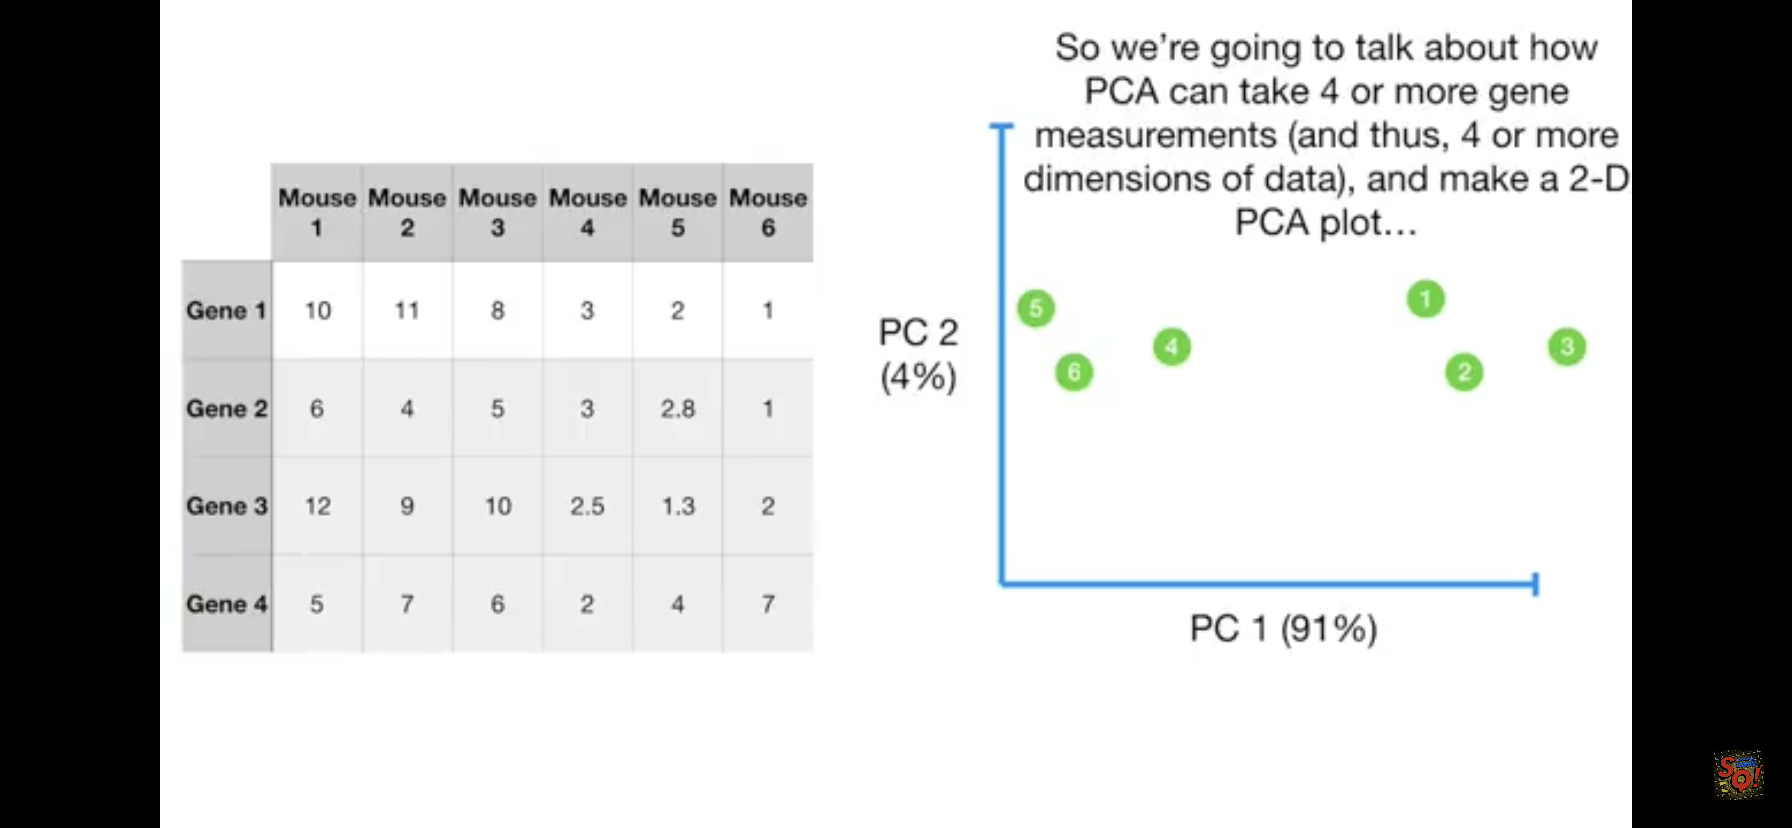 So we're going to talk about how
PCA can take 4 or more gene
measurements (and thus, 4 or more
dimensions of data), and make a 2-D
PCA plot...
Mouse 1 Mouse 2 Mouse 3 Mouse 4 Mouse 5 Mouse 6
Gene 1 10 11 8 3 2 1
Gene 2 6 4 5 3 2.8 1
Gene 3 12 9 10 2.5 1.3 2
Gene 4 5 7 6 2 4 7
PC 2
(4%)
5
6
4
1
2
3
PC 1 (91%)
SQ!